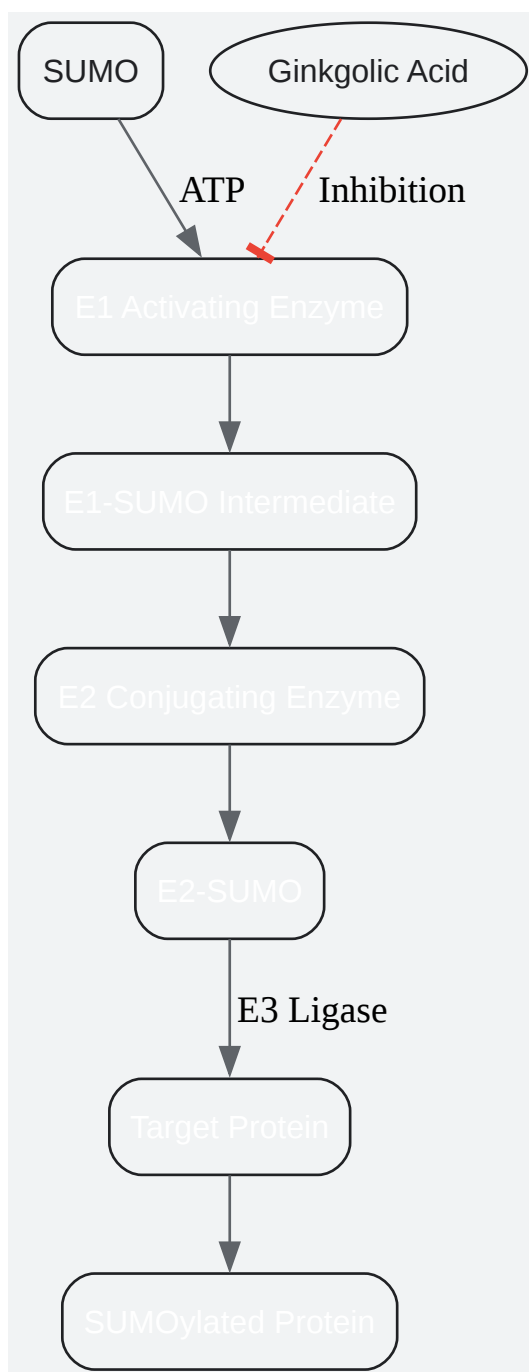 SUMO
Ginkgolic Acid
ATP
Inhibition
E1 Activating Enzyme
E1-SUMO Intermediate
E2 Conjugating Enzyme
E2-SUMO
E3 Ligase
Target Protein
SUMOylated Protein